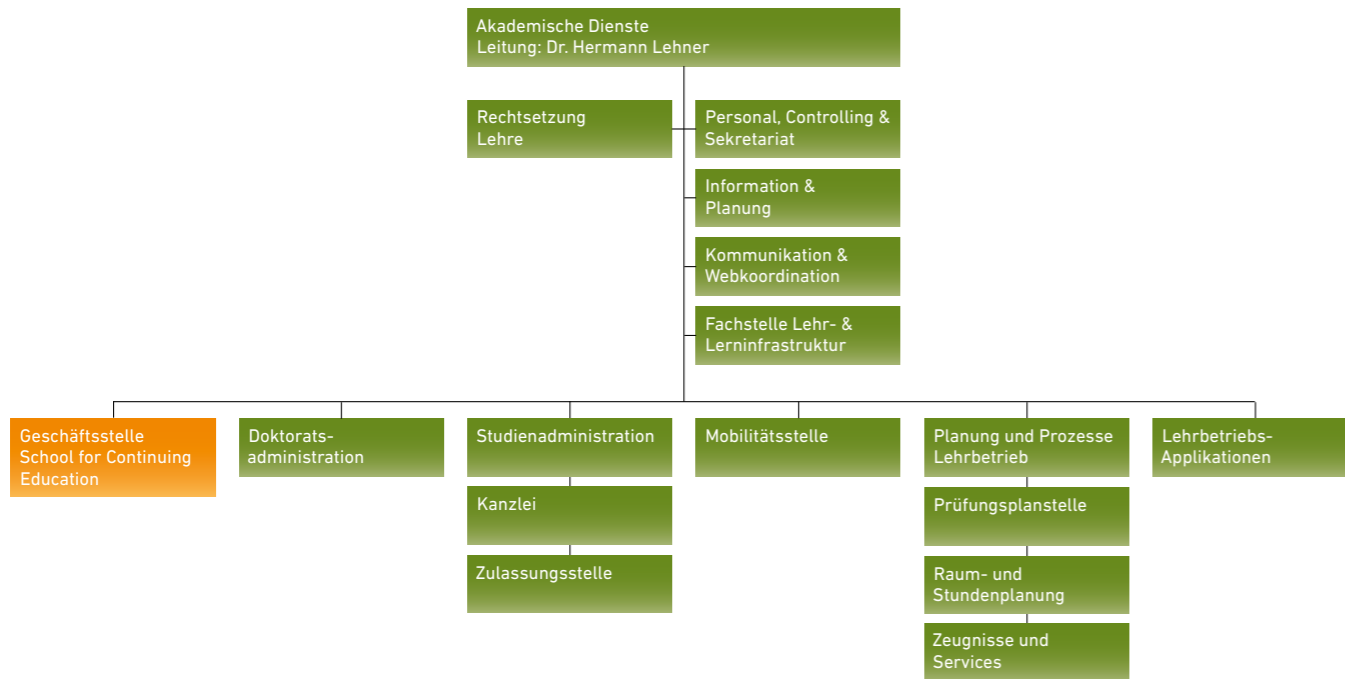 Akademische Dienste
Leitung: Dr. Hermann Lehner
Rechtsetzung
Lehre
Personal, Controlling &
Sekretariat
Information &
Planung
Kommunikation &
Webkoordination
Fachstelle Lehr- &
Lerninfrastruktur
Geschäftsstelle
School for Continuing
Education
Doktorats-
administration
Studienadministration
Kanzlei
Zulassungsstelle
Mobilitätsstelle
Planung und Prozesse
Lehrbetrieb
Prüfungsplanstelle
Raum- und
Stundenplanung
Zeugnisse und
Services
Lehrbetriebs-
Applikationen